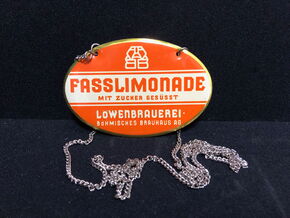 FASSLIMONADE
MIT ZUCKER GESÜSST
LÖWENBRAUEREI-
BÖHMISCHES BRAUHAUS AG